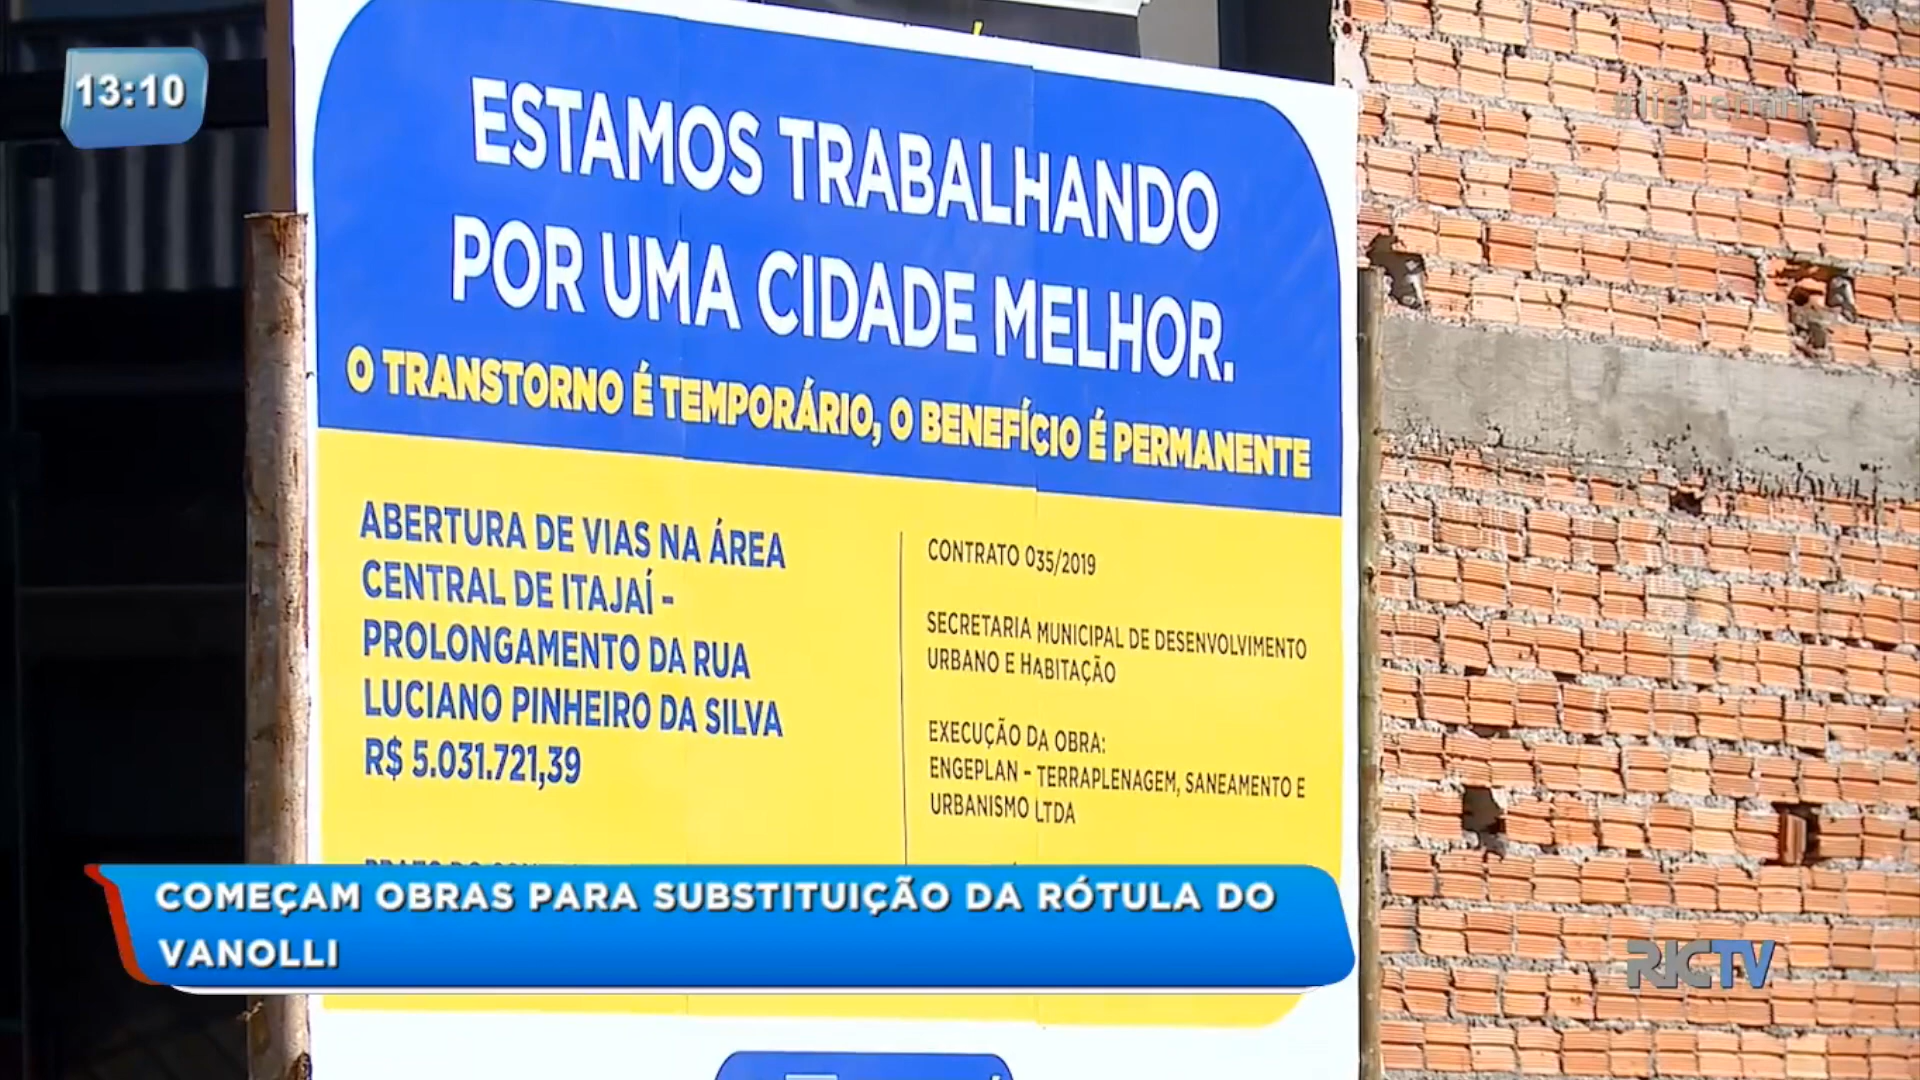 13:10
#liguenaric
ESTAMOS TRABALHANDO
POR UMA CIDADE MELHOR.
O TRANSTORNO É TEMPORÁRIO, O BENEFÍCIO É PERMANENTE
ABERTURA DE VIAS NA ÁREA
CENTRAL DE ITAJAÍ -
PROLONGAMENTO DA RUA
LUCIANO PINHEIRO DA SILVA
R$ 5.031.721,39
CONTRATO 035/2019
SECRETARIA MUNICIPAL DE DESENVOLVIMENTO
URBANO E HABITAÇÃO
EXECUÇÃO DA OBRA:
ENGEPLAN - TERRAPLENAGEM, SANEAMENTO E
URBANISMO LTDA
COMEÇAM OBRAS PARA SUBSTITUIÇÃO DA RÓTULA DO
VANOLLI
RICTV